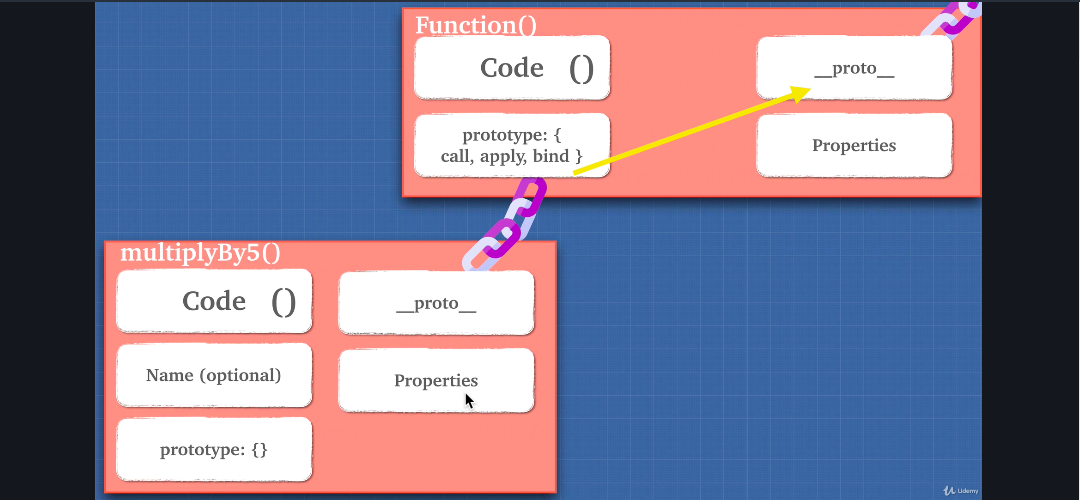 Function()
Code ()
__proto__
prototype: {
call, apply, bind }
Properties
multiplyBy5()
Code ()
__proto__
Name (optional)
Properties
prototype: {}
Udemy